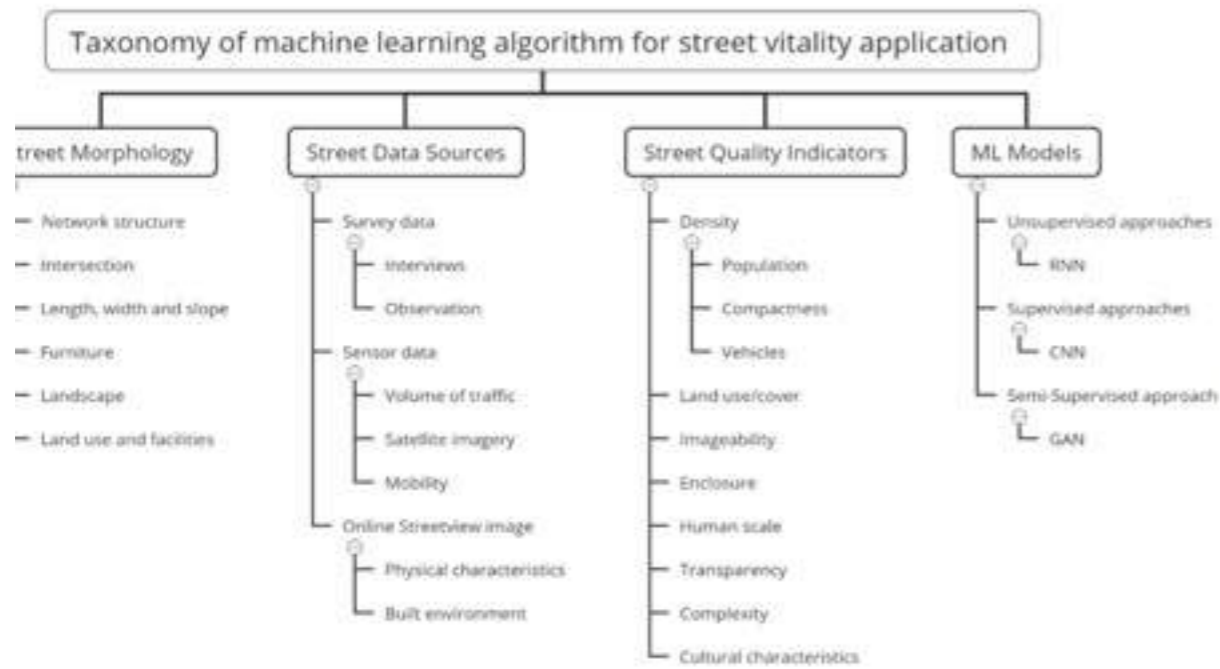 Taxonomy of machine learning algorithm for street vitality application
treet Morphology
Network structure
Intersection
Length, width and slope
Furniture
Landscape
Land use and facilities
Street Data Sources
Survey data
Interviews
Observation
Sensor data
Volume of traffic
Satellite imagery
Mobility
Online Streetview image
Physical characteristics
Built environment
Street Quality Indicators
Density
Population
Compactness
Vehicles
Land use/cover
Imageability
Enclosure
Human scale
Transparency
Complexity
Cultural characteristics
ML Models
Unsupervised approaches
RNN
Supervised approaches
CNN
Semi-Supervised approach
GAN